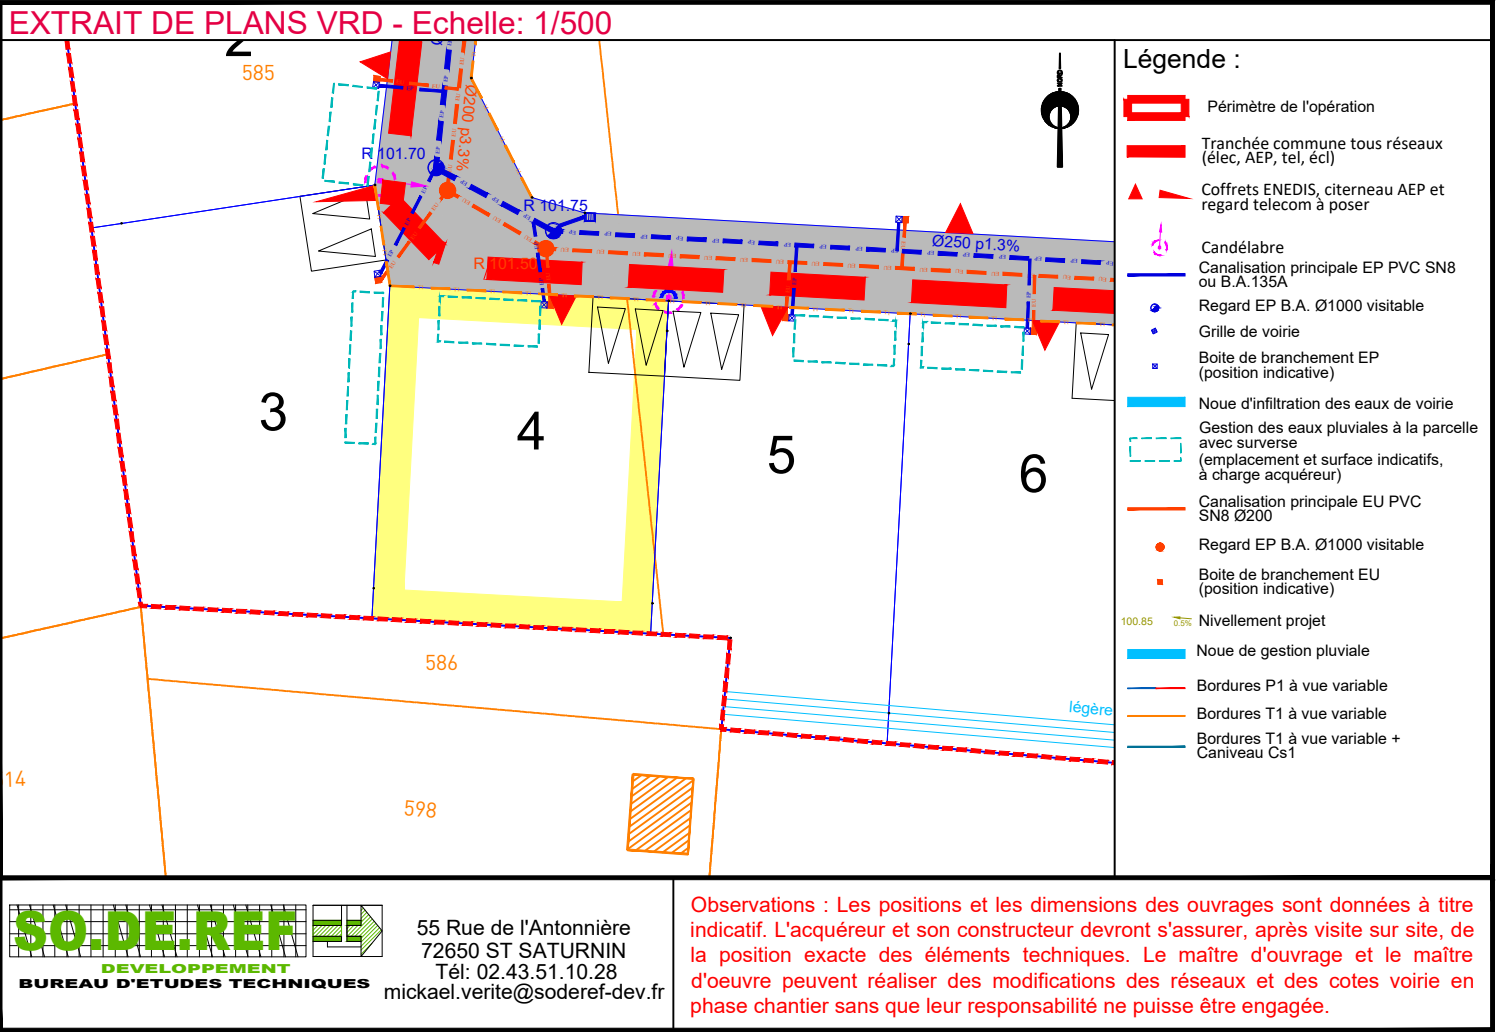 EXTRAIT DE PLANS VRD - Echelle: 1/500
2
585
Ø200 p3.3%
R 101.70
R 101.75
R 101.50
Ø250 p1.3%
3
4
5
6
586
598
14
légère
NORD
Légende :
Périmètre de l'opération
Tranchée commune tous réseaux
(élec, AEP, tel, écl)
Coffrets ENEDIS, citerneau AEP et
regard telecom à poser
Candélabre
Canalisation principale EP PVC SN8
ou B.A.135A
Regard EP B.A. Ø1000 visitable
Grille de voirie
Boite de branchement EP
(position indicative)
Noue d'infiltration des eaux de voirie
Gestion des eaux pluviales à la parcelle
avec surverse
(emplacement et surface indicatifs,
à charge acquéreur)
Canalisation principale EU PVC
SN8 Ø200
Regard EP B.A. Ø1000 visitable
Boite de branchement EU
(position indicative)
100.85 0.5% Nivellement projet
Noue de gestion pluviale
Bordures P1 à vue variable
Bordures T1 à vue variable
Bordures T1 à vue variable +
Caniveau Cs1
SO.DE.REF
DEVELOPPEMENT
BUREAU D'ETUDES TECHNIQUES
55 Rue de l'Antonnière
72650 ST SATURNIN
Tél: 02.43.51.10.28
mickael.verite@soderef-dev.fr
Observations : Les positions et les dimensions des ouvrages sont données à titre
indicatif. L'acquéreur et son constructeur devront s'assurer, après visite sur site, de
la position exacte des éléments techniques. Le maître d'ouvrage et le maître
d'oeuvre peuvent réaliser des modifications des réseaux et des cotes voirie en
phase chantier sans que leur responsabilité ne puisse être engagée.